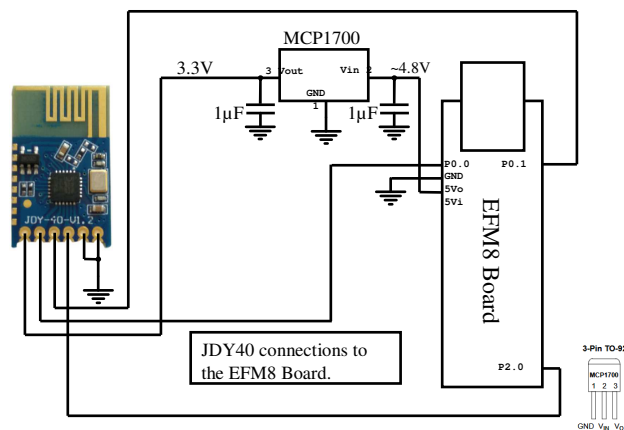 MCP1700
3.3V
3 Vout
Vin 2
~4.8V
GND
1
1µF
1µF
P0.0
P0.1
GND
5Vo
5Vi
EFM8 Board
JDY-40-V1.2
JDY40 connections to
the EFM8 Board.
P2.0
3-Pin TO-92
MCP1700
1 2 3
GND VIN VO